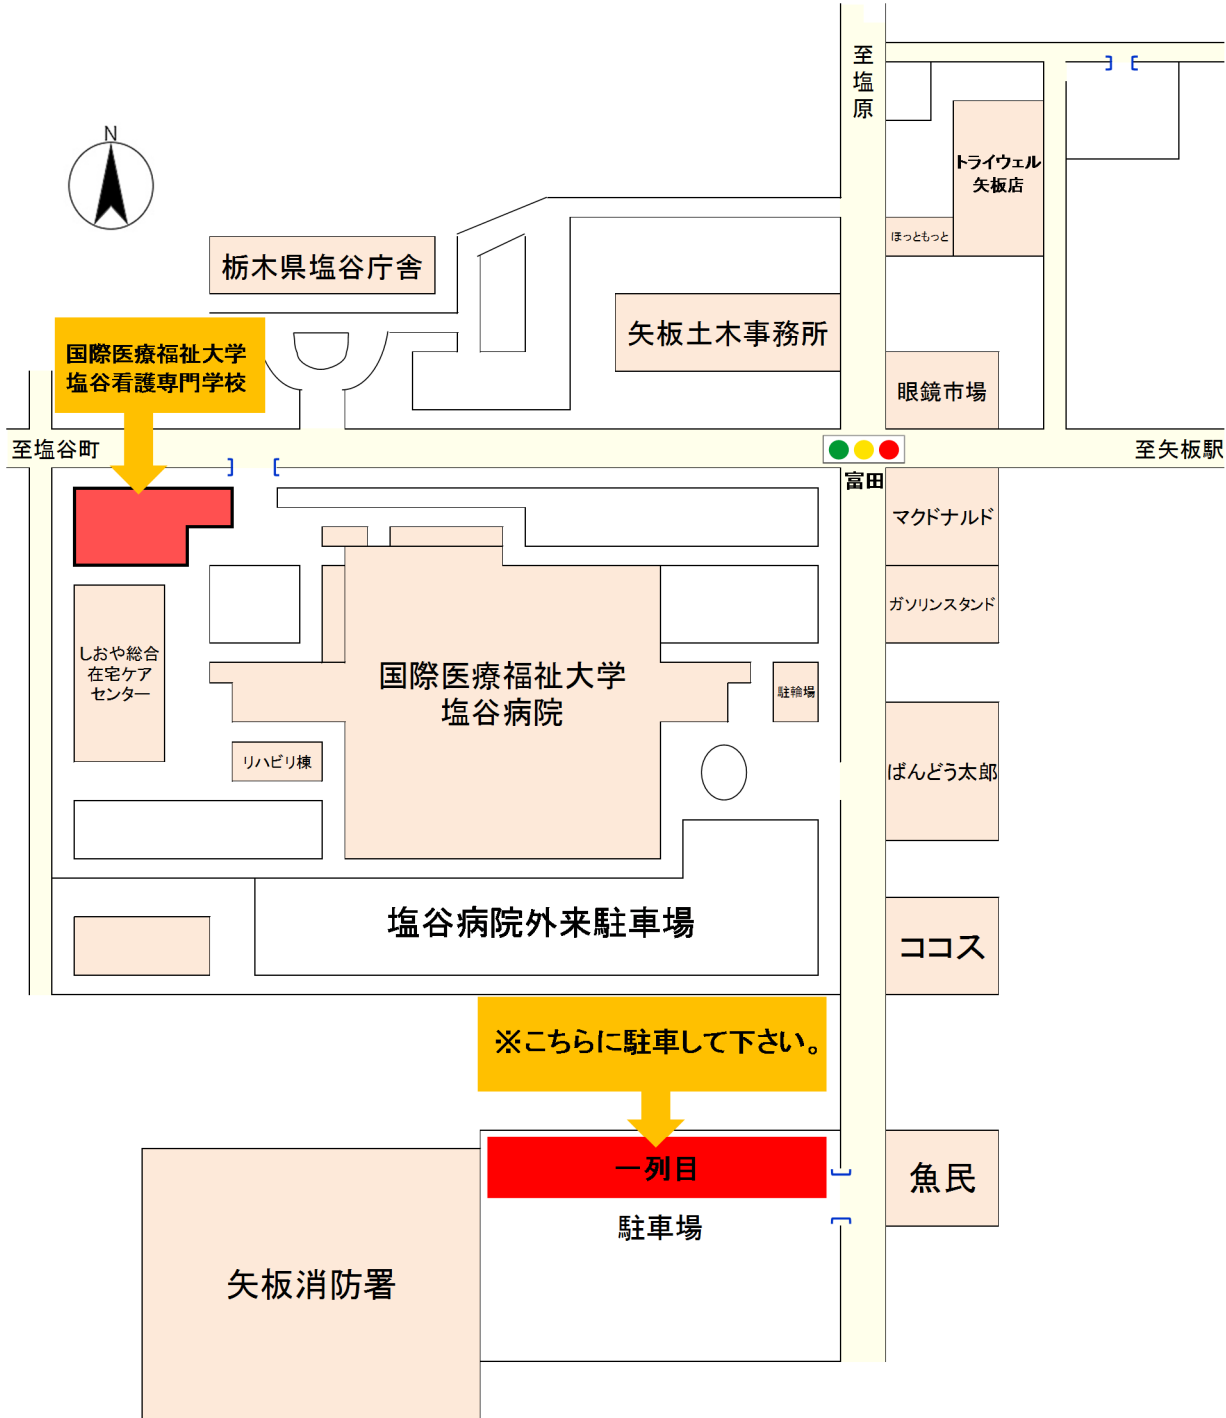 至塩原
N
トライウェル
矢板店
ほっともっと
栃木県塩谷庁舎
矢板土木事務所
国際医療福祉大学
塩谷看護専門学校
眼鏡市場
至塩谷町
至矢板駅
富田
マクドナルド
ガソリンスタンド
しおや総合
在宅ケア
センター
国際医療福祉大学
塩谷病院
駐輪場
リハビリ棟
ばんどう太郎
塩谷病院外来駐車場
ココス
※こちらに駐車して下さい。
一列目
魚民
駐車場
矢板消防署